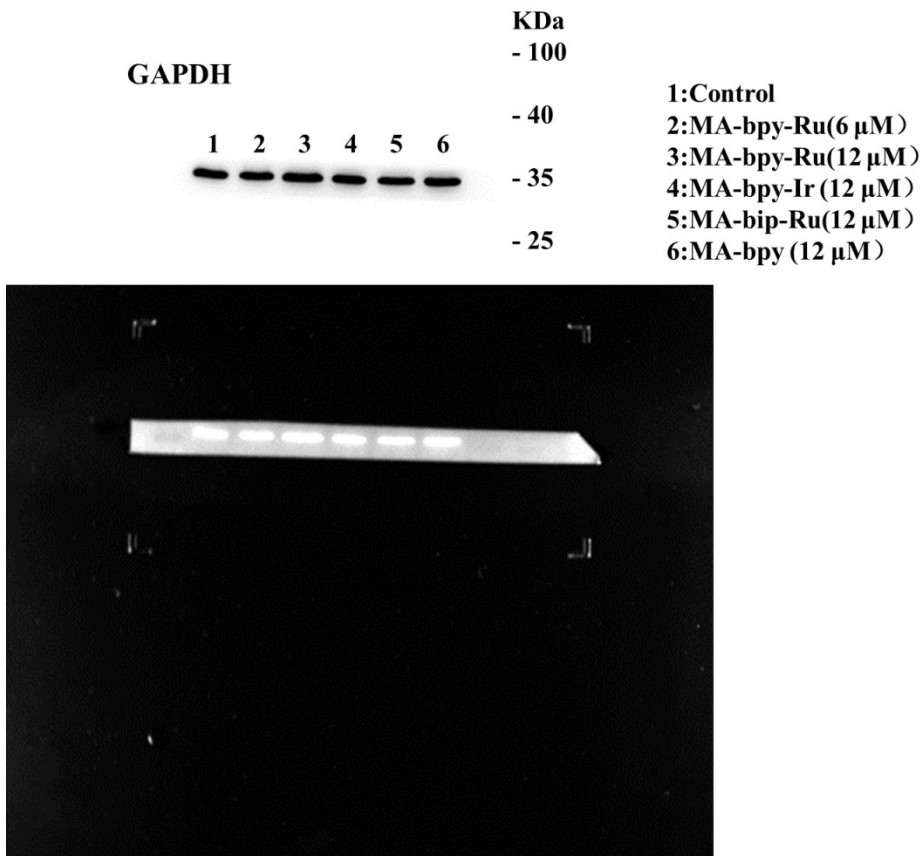 KDa
- 100
GAPDH
- 40
1 2 3 4 5 6
- 35
- 25
1:Control
2:MA-bpy-Ru(6 μM）
3:MA-bpy-Ru(12 μM）
4:MA-bpy-Ir (12 μM）
5:MA-bip-Ru(12 μM）
6:MA-bpy (12 μM）